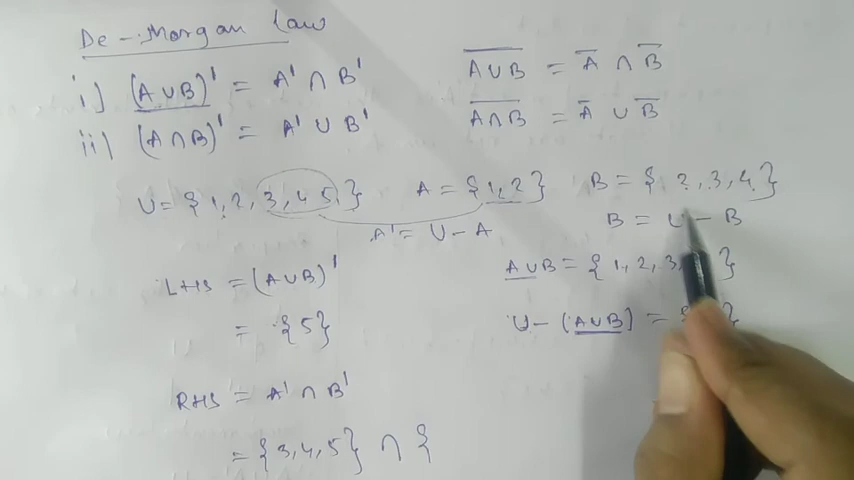 De-Morgan Law
i) (A∪B)' = A' ∩ B'
ii) (A∩B)' = A' ∪ B'
A̅∪̅B̅ = A̅ ∩ B̅
A̅∩̅B̅ = A̅ ∪ B̅
U = {1,2,3,4 5,} A = {1,2} B = {2,3,4}
A' = U - A B = U - B
LHS = (A∪B)' A∪B = {1,2,3, }
= {5} U - (A∪B) = { }
RHS = A' ∩ B'
= {3,4,5} ∩ {